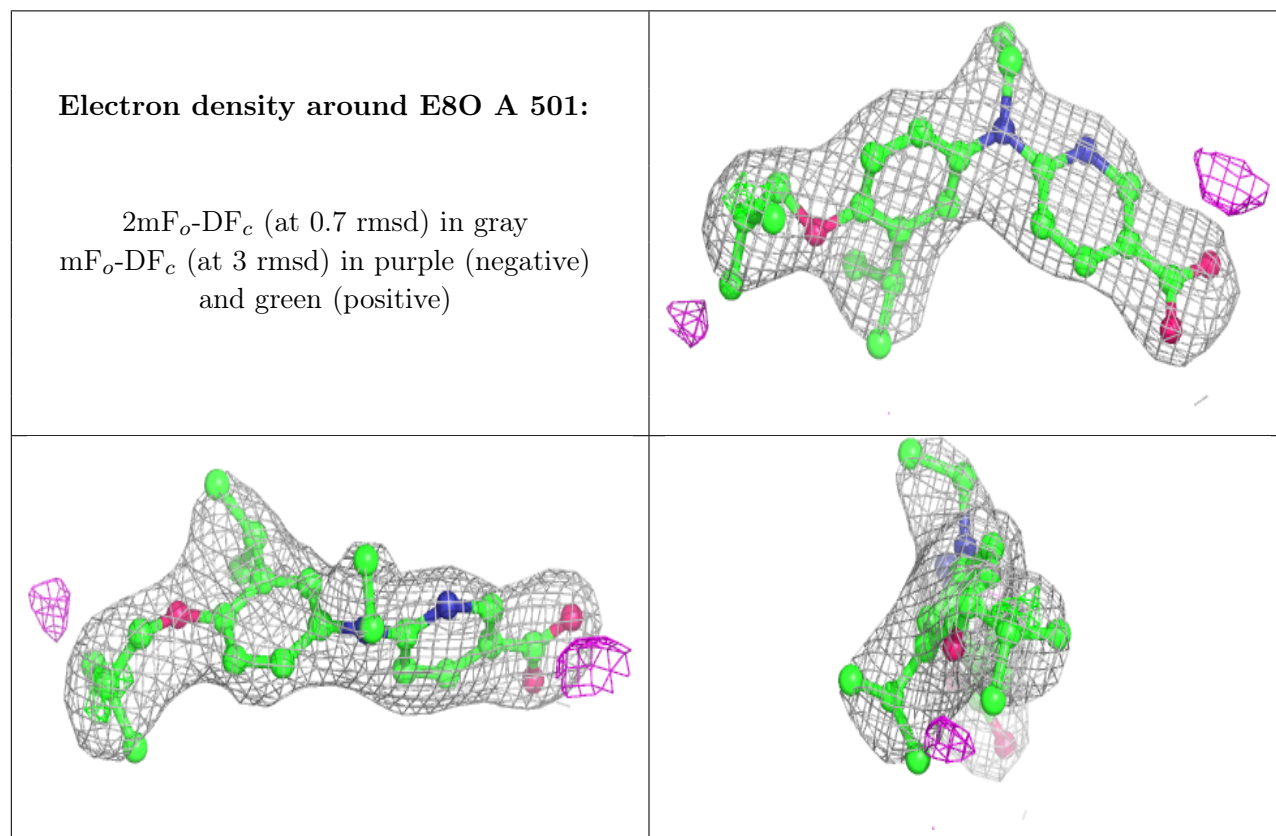 Electron density around E8O A 501:
2mFo-DFc (at 0.7 rmsd) in gray
mFo-DFc (at 3 rmsd) in purple (negative)
and green (positive)